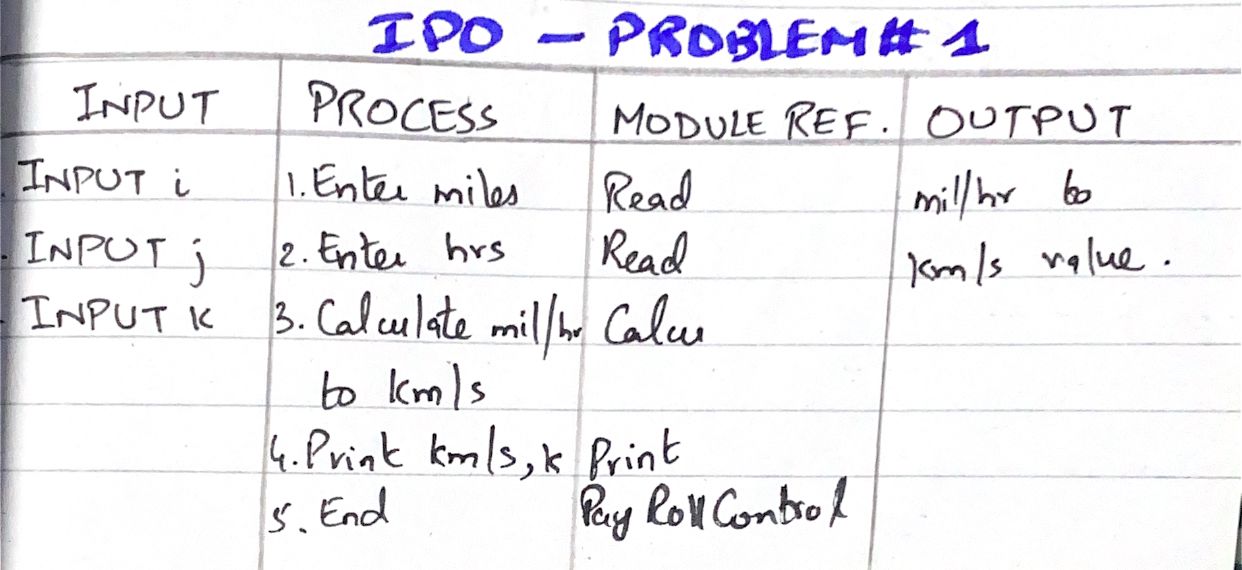 IPO - PROBLEM # 1
INPUT PROCESS MODULE REF. OUTPUT
INPUT i 1. Enter miles Read mil/hr to
INPUT j 2. Enter hrs Read km/s value.
INPUT K 3. Calculate mil/hr Calcu
to km/s
4. Print km/s, k Print
5. End Pay Roll Control